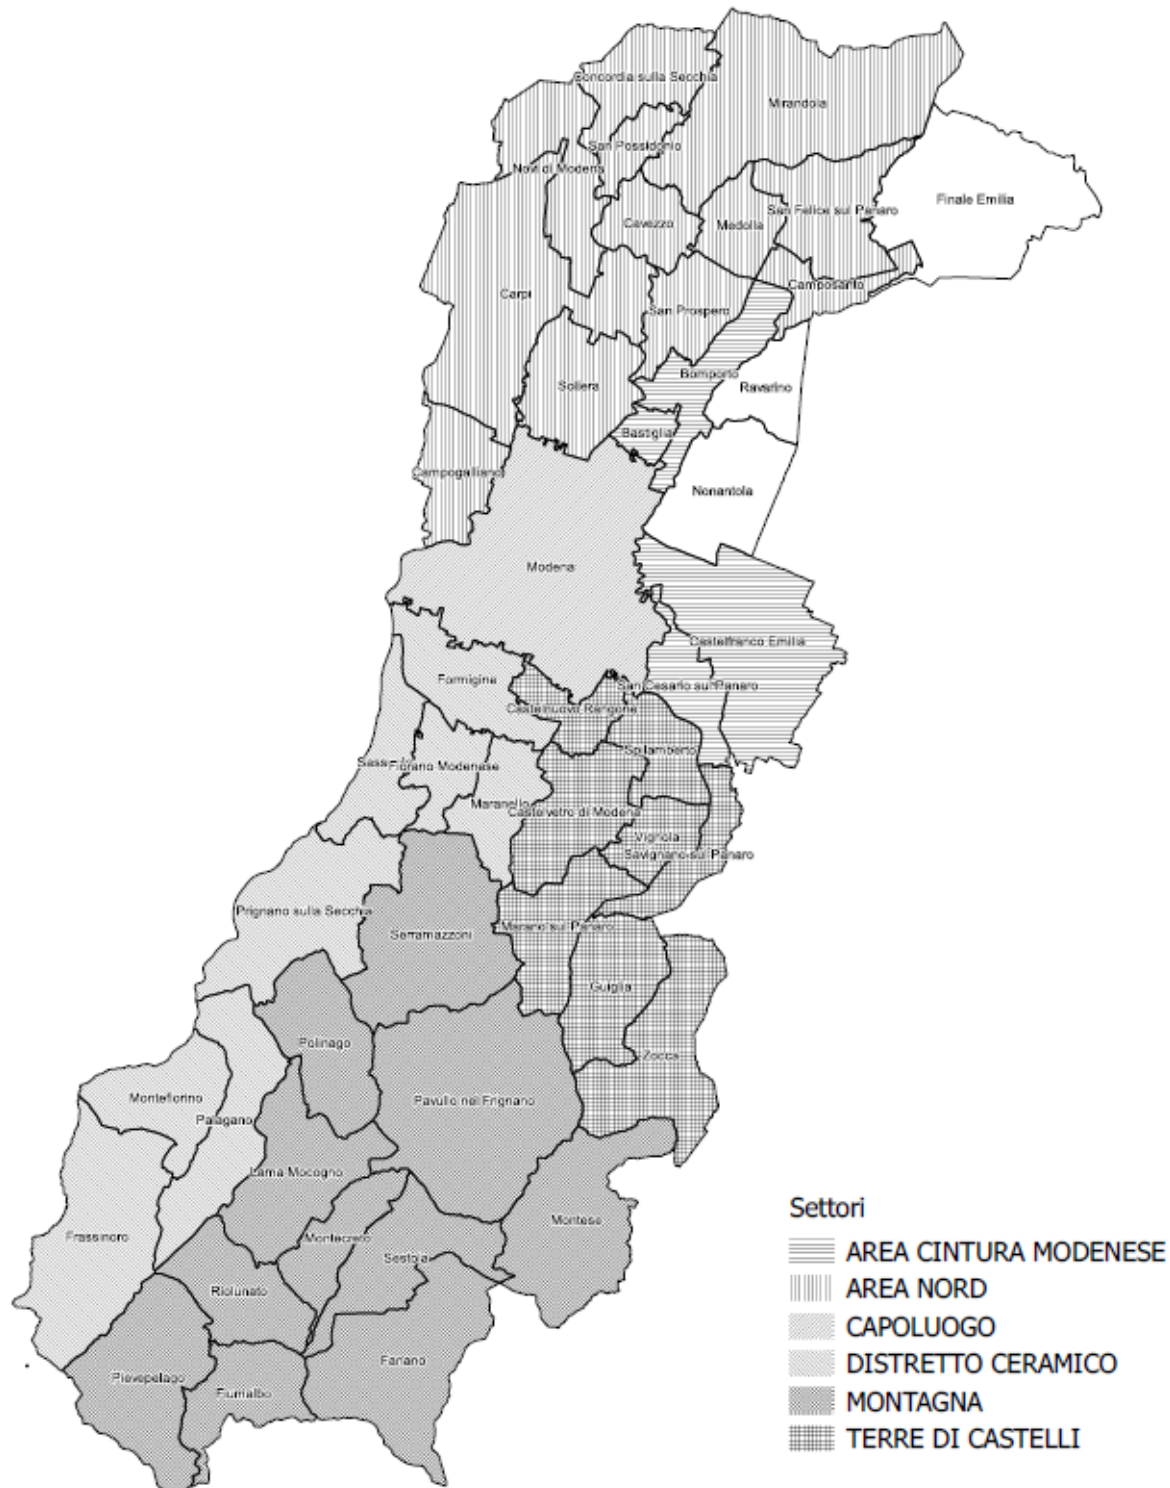 Concordia sulla Secchia
Mirandola
San Possidonio
Novi di Modena
Finale Emilia
San Felice sul Panaro
Cavezzo
Medolla
Camposanto
Carpi
San Prospero
Bomporto
Soliera
Ravarino
Bastiglia
Campogalliano
Nonantola
Modena
Castelfranco Emilia
Formigine
San Cesario sul Panaro
Castelnuovo Rangone
Spilamberto
Fiorano Modenese
Maranello
Castelvetro di Modena
Vignola
Savignano sul Panaro
Prignano sulla Secchia
Marano sul Panaro
Serramazzoni
Guiglia
Polinago
Zocca
Montefiorino
Pavullo nel Frignano
Palagano
Lama Mocogno
Montese
Frassinoro
Montecreto
Sestola
Riolunato
Fanano
Pievepelago
Fiumalbo
Settori
AREA CINTURA MODENESE
AREA NORD
CAPOLUOGO
DISTRETTO CERAMICO
MONTAGNA
TERRE DI CASTELLI